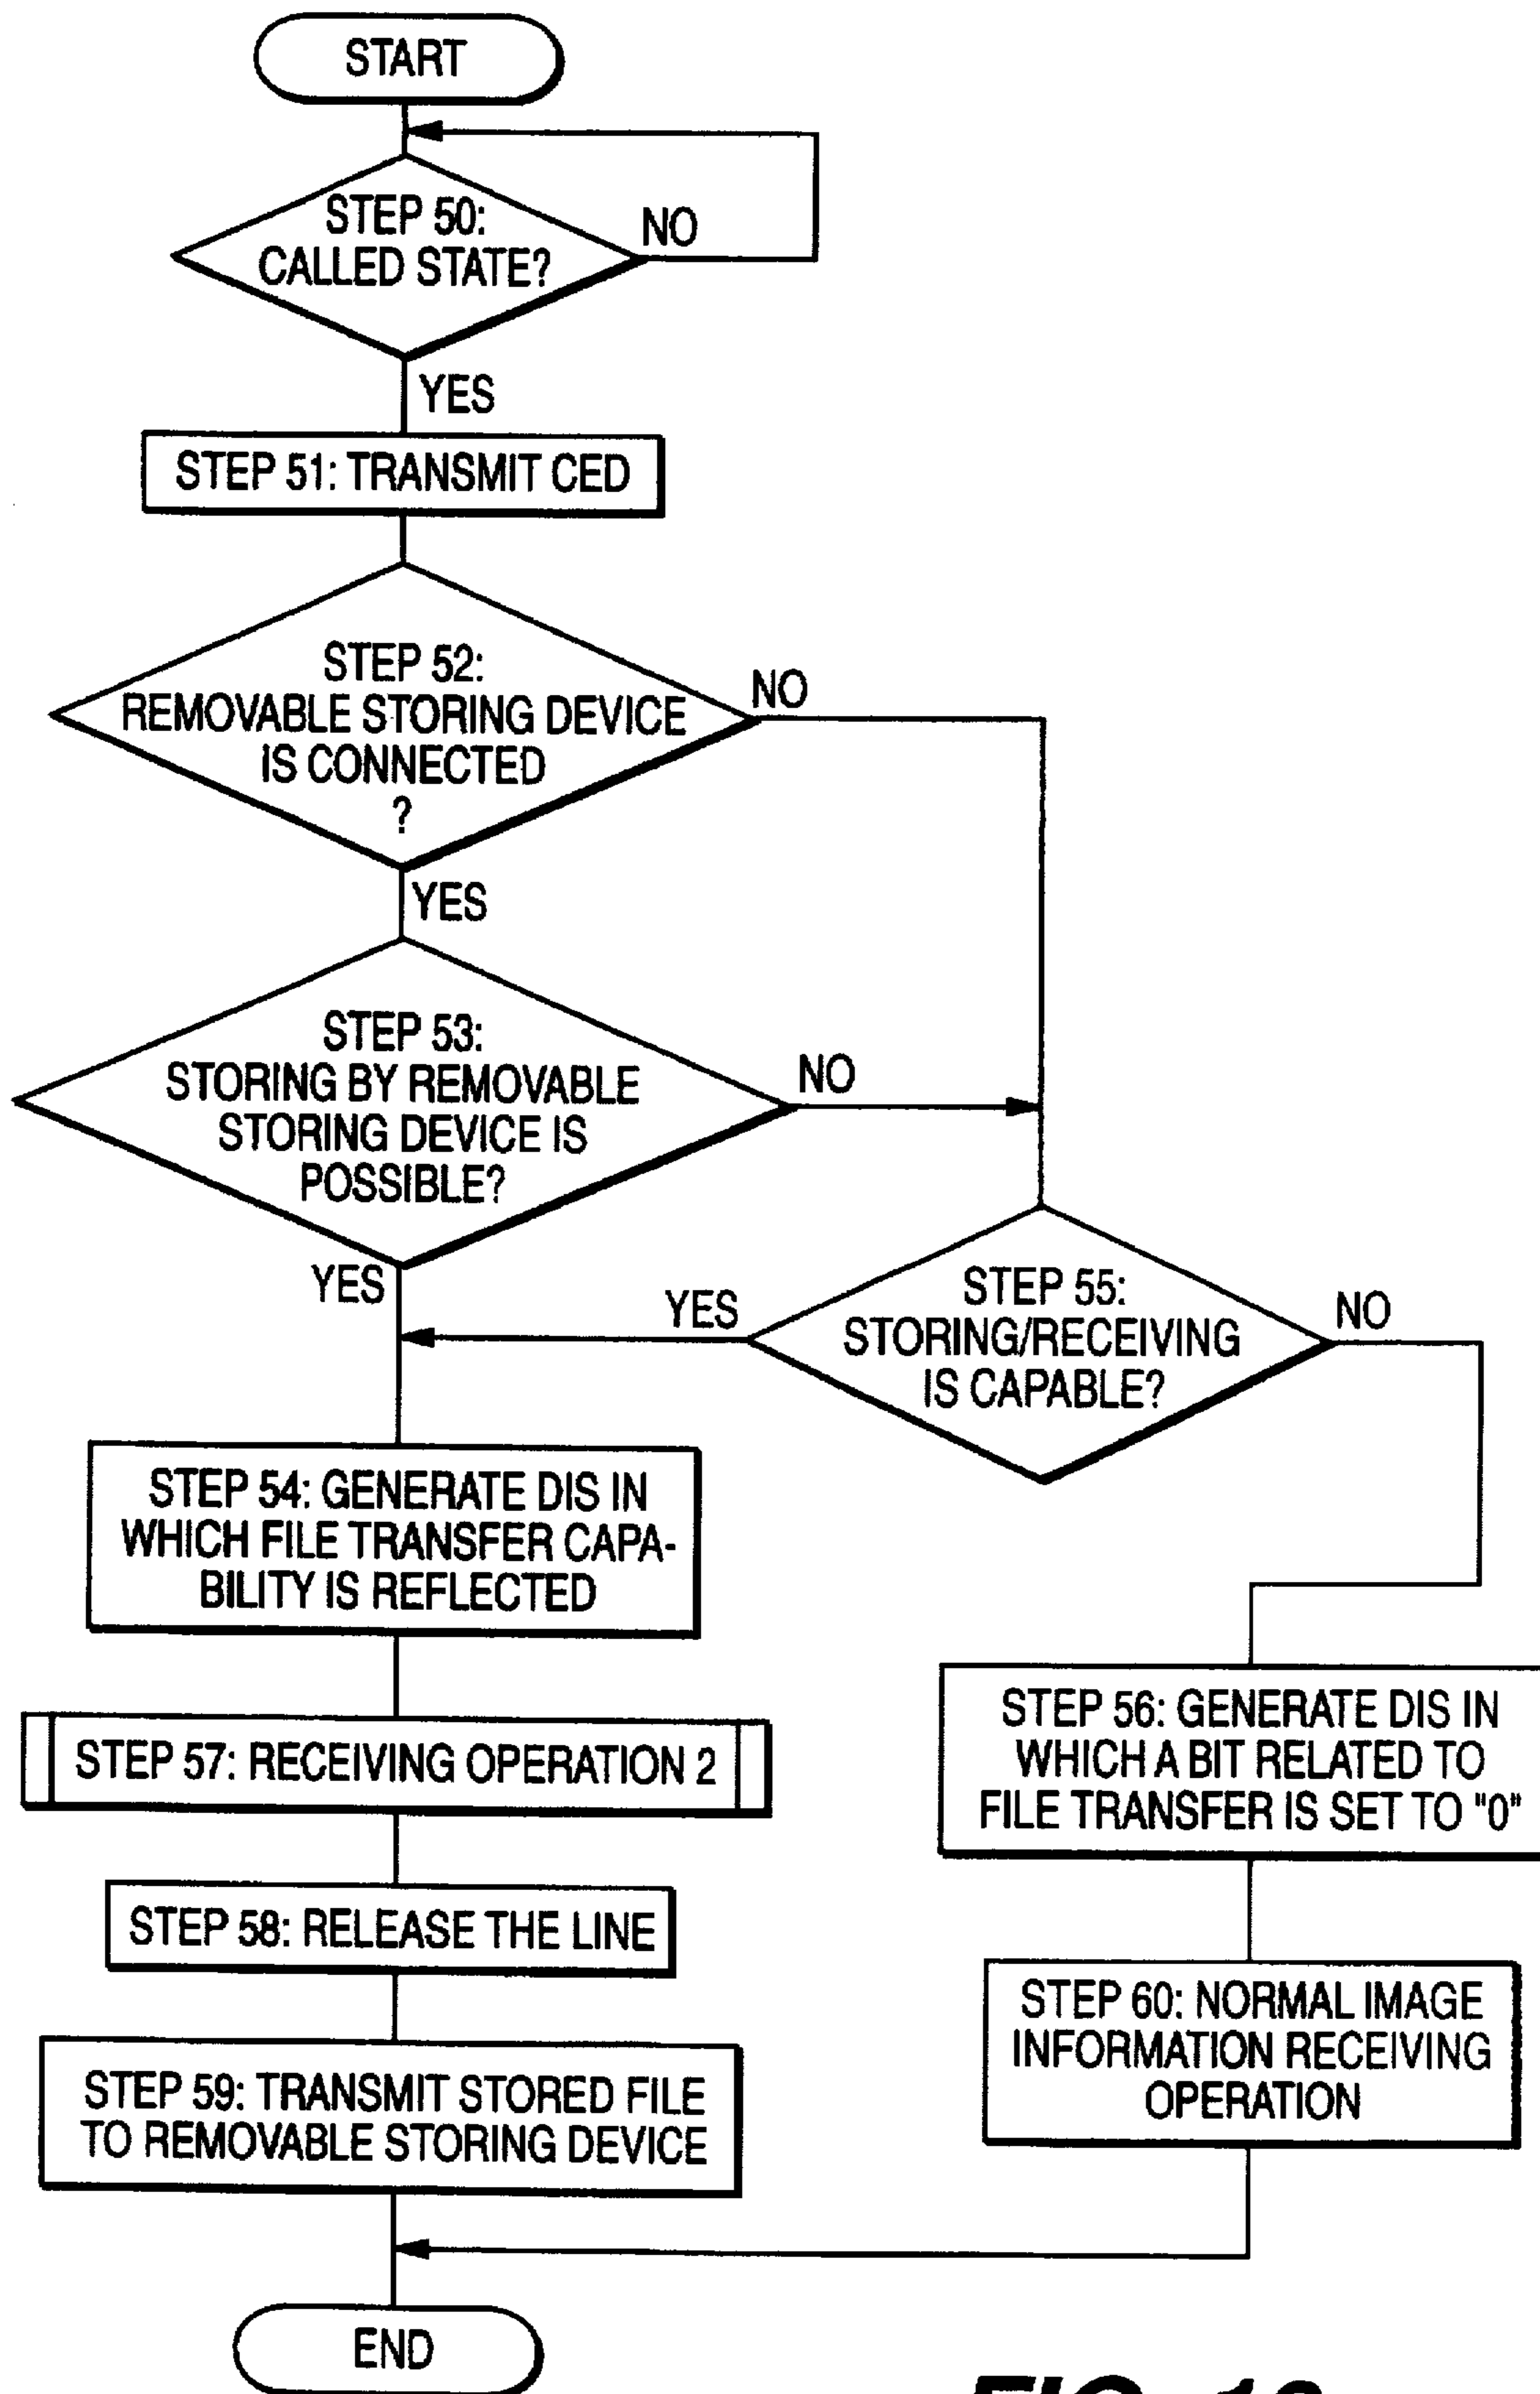 START
STEP 50:
CALLED STATE?
NO
YES
STEP 51: TRANSMIT CED
STEP 52:
REMOVABLE STORING DEVICE
IS CONNECTED
?
NO
YES
STEP 53:
STORING BY REMOVABLE
STORING DEVICE IS
POSSIBLE?
NO
YES
STEP 55:
STORING/RECEIVING
IS CAPABLE?
YES
NO
STEP 54: GENERATE DIS IN
WHICH FILE TRANSFER CAPA-
BILITY IS REFLECTED
STEP 56: GENERATE DIS IN
WHICH A BIT RELATED TO
FILE TRANSFER IS SET TO "0"
STEP 57: RECEIVING OPERATION 2
STEP 58: RELEASE THE LINE
STEP 60: NORMAL IMAGE
INFORMATION RECEIVING
OPERATION
STEP 59: TRANSMIT STORED FILE
TO REMOVABLE STORING DEVICE
END